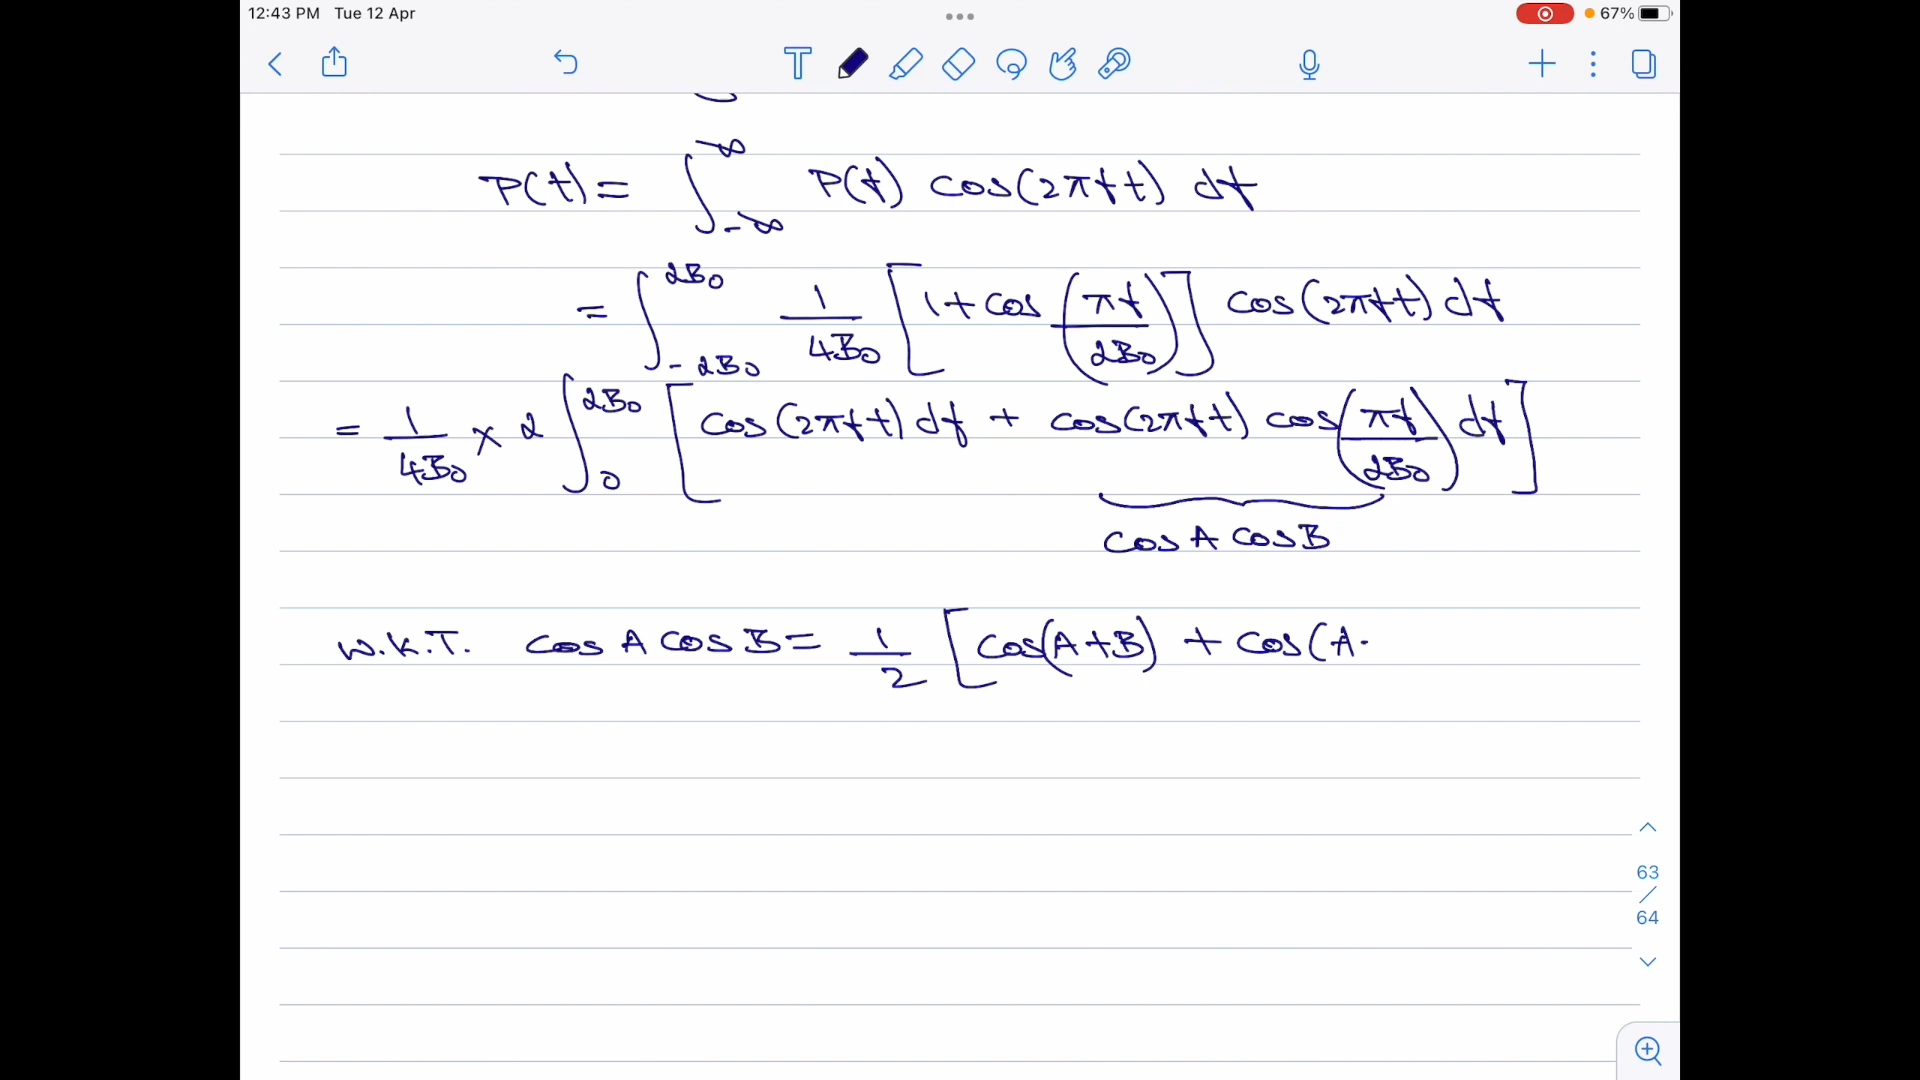 12:43 PM Tue 12 Apr 67%
P(t) = ∫_{-∞}^{∞} P(f) cos(2πft) df
= ∫_{-2B₀}^{2B₀} 1/4B₀ [1 + cos(πf/2B₀)] cos(2πft) df
= 1/4B₀ × 2 ∫_0^{2B₀} [cos(2πft) df + cos(2πft) cos(πf/2B₀) df]
cos A cos B
W.K.T. cos A cos B = 1/2 [cos(A+B) + cos(A-
63
/
64